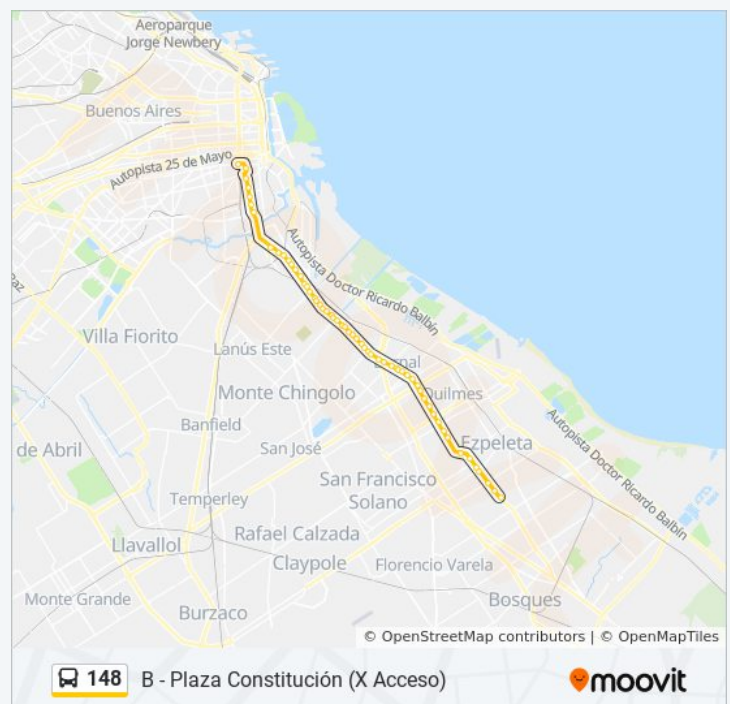 Aeroparque
Jorge Newbery
Buenos Aires
Autopista 25 de Mayo
Autopista Doctor Ricardo Balbín
Paz
Villa Fiorito
Lanús Este
Bernal
Monte Chingolo
Quilmes
Banfield
Autopista Doctor Ricardo Balbín
de Abril
San José
Ezpeleta
San Francisco
Solano
Temperley
Rafael Calzada
Llavallol
Claypole
Florencio Varela
Monte Grande
Bosques
Burzaco
© OpenStreetMap contributors | © OpenMapTiles
148 B - Plaza Constitución (X Acceso)
moovit